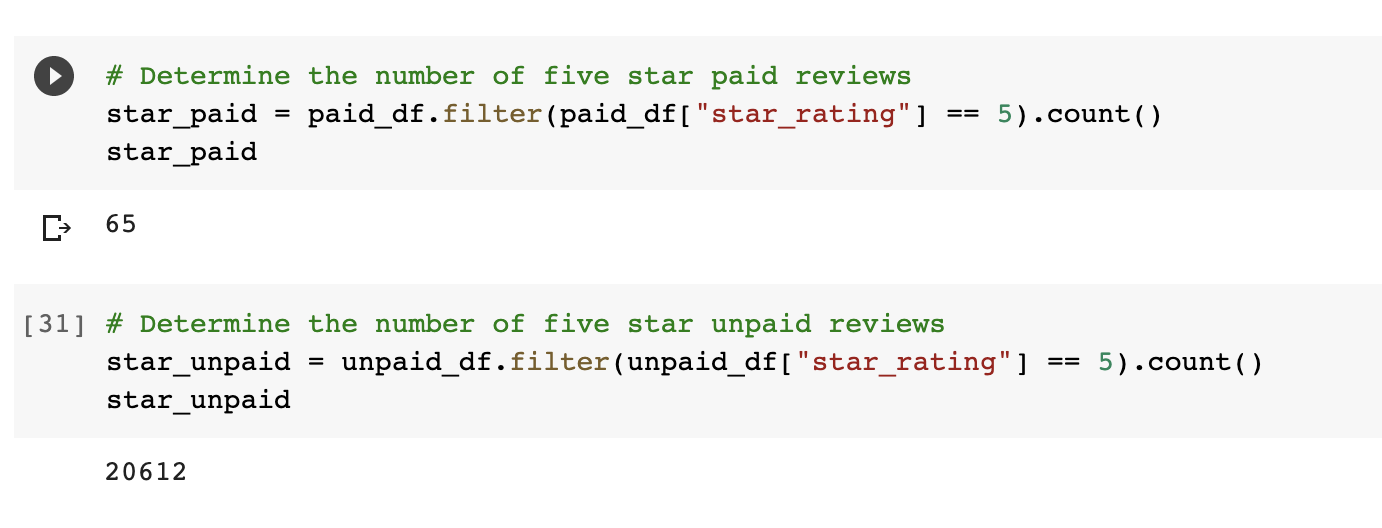 # Determine the number of five star paid reviews
star_paid = paid_df.filter(paid_df["star_rating"] == 5).count()
star_paid
65
[31] # Determine the number of five star unpaid reviews
star_unpaid = unpaid_df.filter(unpaid_df["star_rating"] == 5).count()
star_unpaid
20612